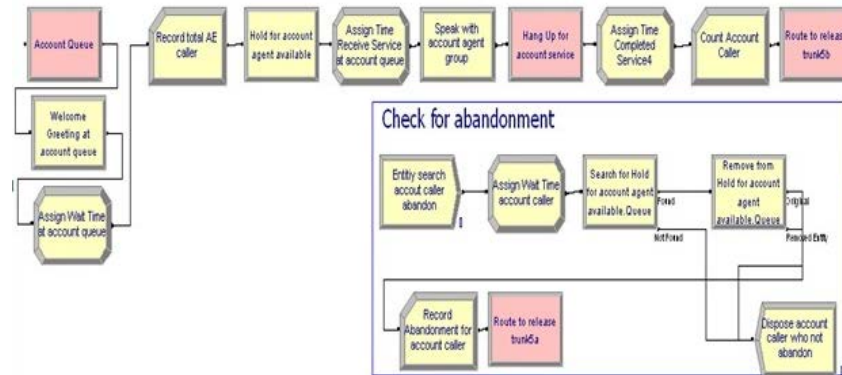 Account Queue
Record total AE
caller
Hold for account
agent available
Assign Time
Receive Service
at account queue
Speak with
account agent
group
Hang Up for
account service
Assign Time
Completed
Service4
Count Account
Caller
Route to release
trunk5b
Welcome
Greeting at
account queue
Assign Wait Time
at account queue
Check for abandonment
Entitiy search
accout caller
abandon
0
Assign Wait Time
account caller
Search for Hold
for account agent
available.Queue
Found
Not Found
Remove from
Hold for account
agent
available.Queue
Original
Removed Entity
Record
Abandonment for
account caller
Route to release
trunk5a
Dispose account
caller who not
abandon